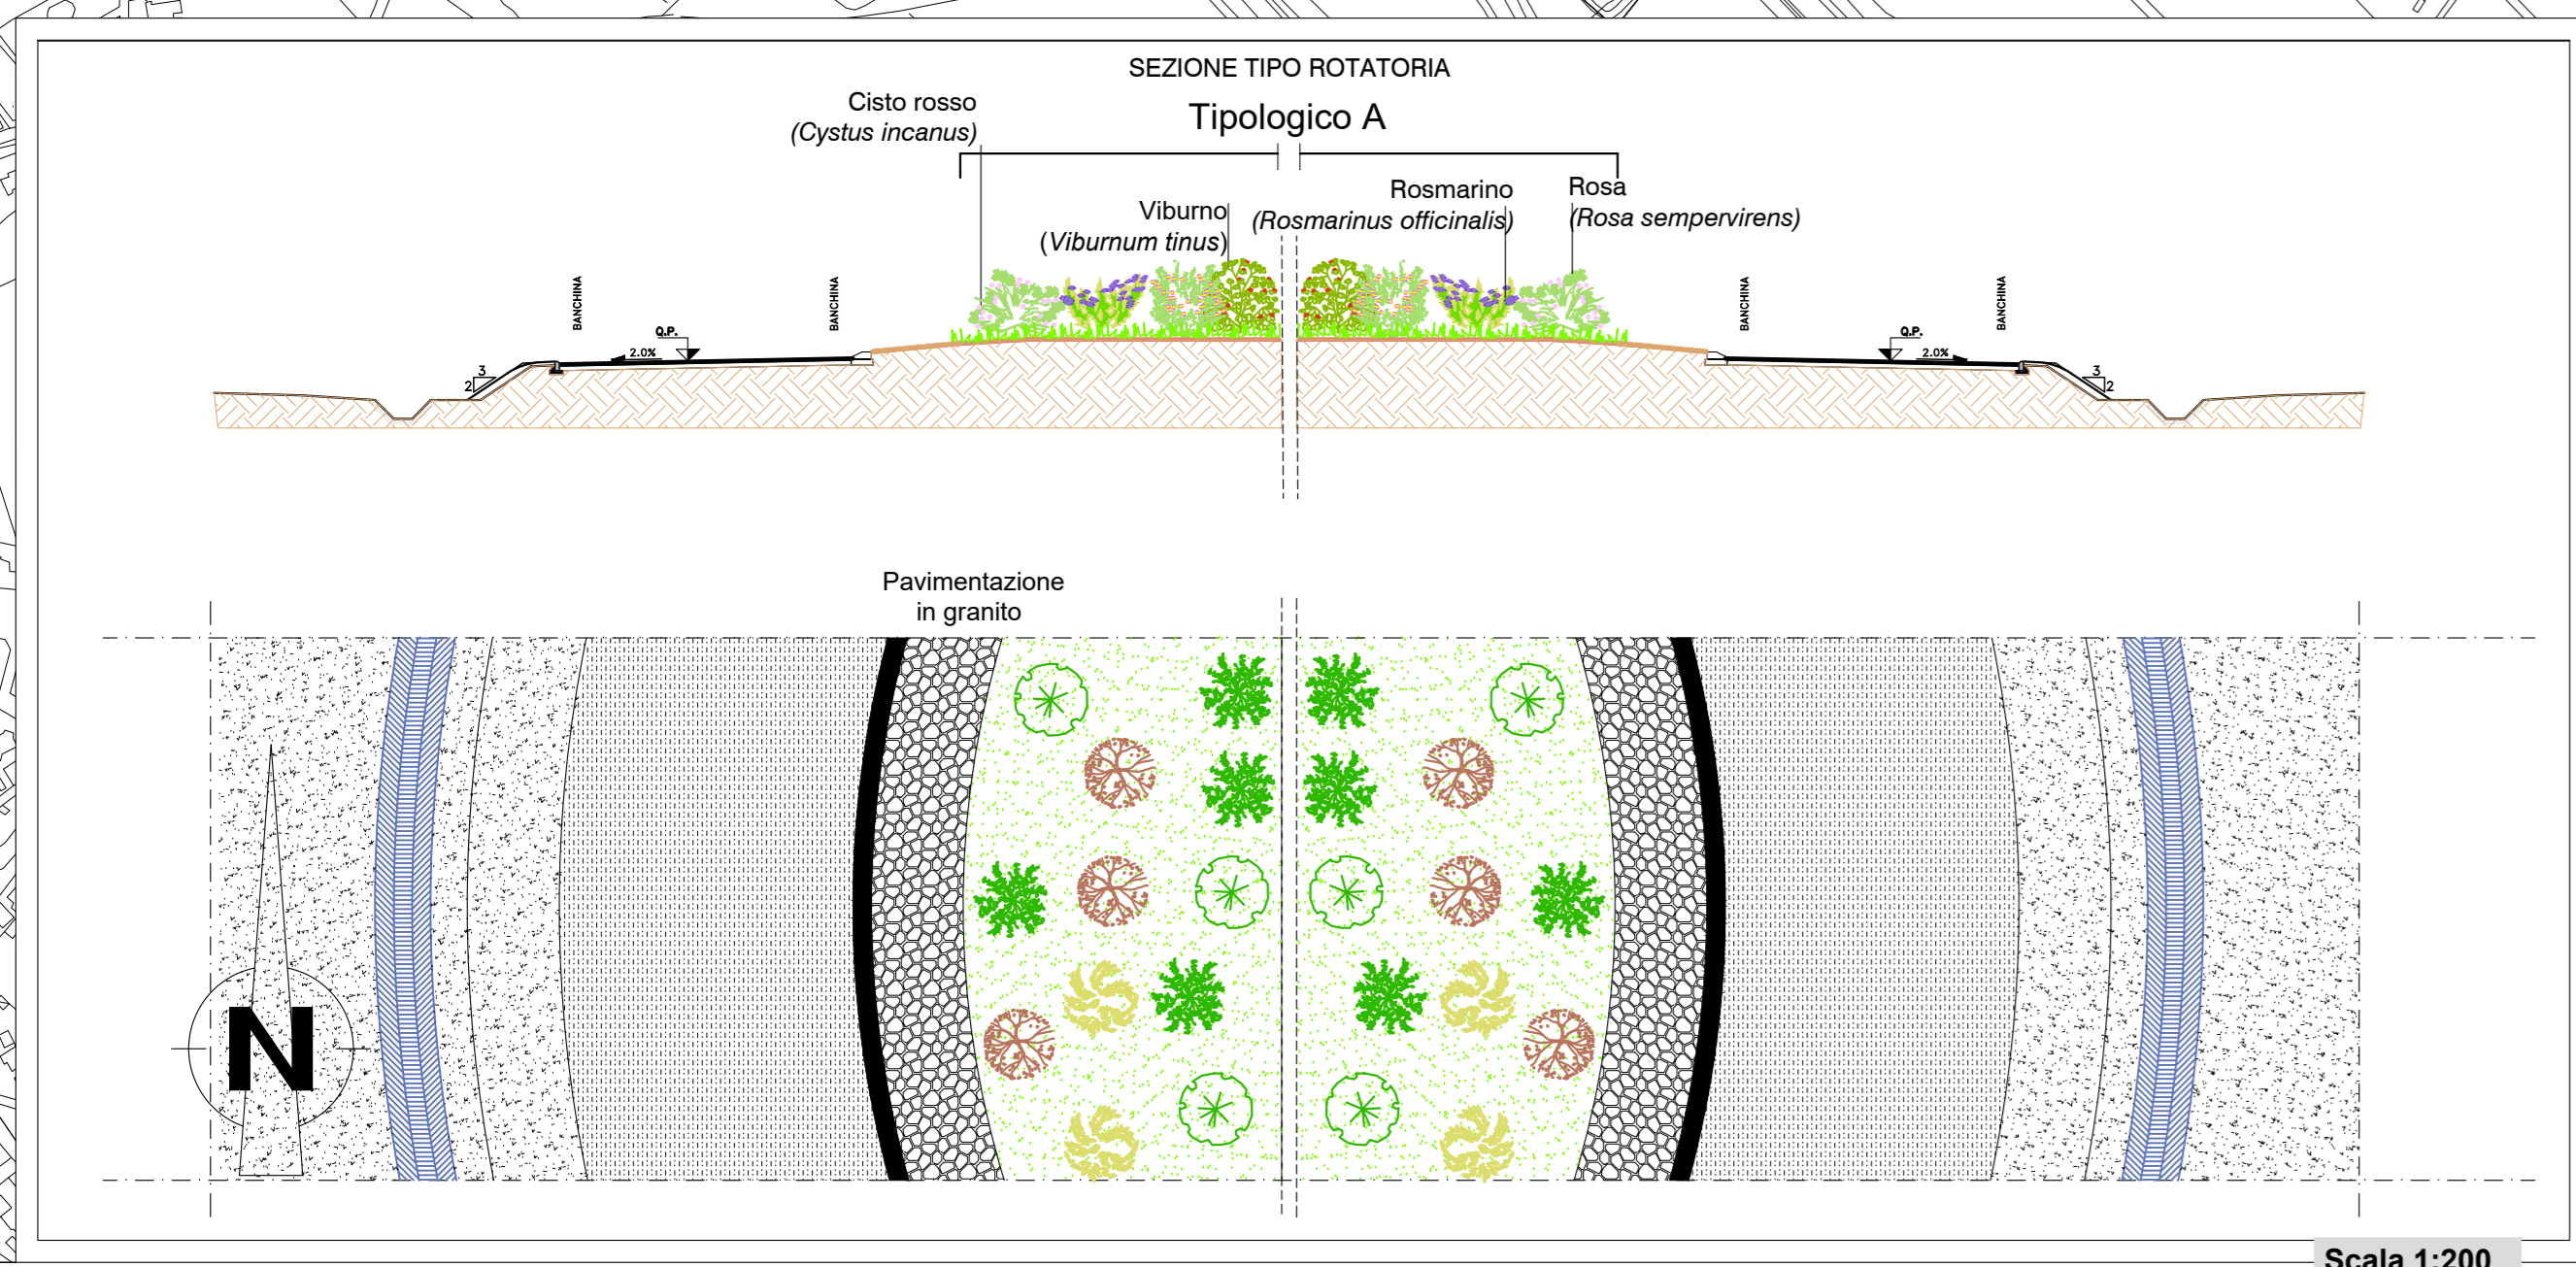 SEZIONE TIPO ROTATORIA
Tipologico A
Cisto rosso
(Cystus incanus)
Viburno
(Viburnum tinus)
Rosmarino
(Rosmarinus officinalis)
Rosa
(Rosa sempervirens)
BANCHINA
BANCHINA
BANCHINA
BANCHINA
Q.P.
2.0%
3
2
Q.P.
2.0%
3
2
Pavimentazione
in granito
N
Scala 1:200